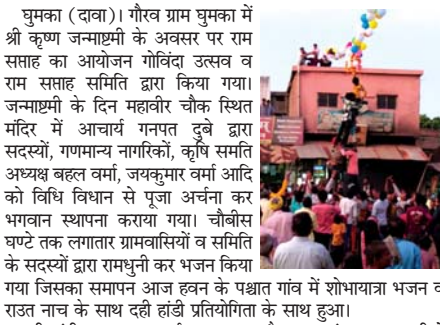 घुमका (दावा)। गौरव ग्राम घुमका में
श्री कृष्ण जन्माष्टमी के अवसर पर राम
सप्ताह का आयोजन गोविंदा उत्सव व
राम सप्ताह समिति द्वारा किया गया।
जन्माष्टमी के दिन महावीर चौक स्थित
मंदिर में आचार्य गनपत दुबे द्वारा
सदस्यों, गणमान्य नागरिकों, कृषि समति
अध्यक्ष बहल वर्मा, जयकुमार वर्मा आदि
को विधि विधान से पूजा अर्चना कर
भगवान स्थापना कराया गया। चौबीस
घण्टे तक लगातार ग्रामवासियों व समिति
के सदस्यों द्वारा रामधुनी कर भजन किया
गया जिसका समापन आज हवन के पश्चात गांव में शोभायात्रा भजन व
राउत नाच के साथ दही हांडी प्रतियोगिता के साथ हुआ।